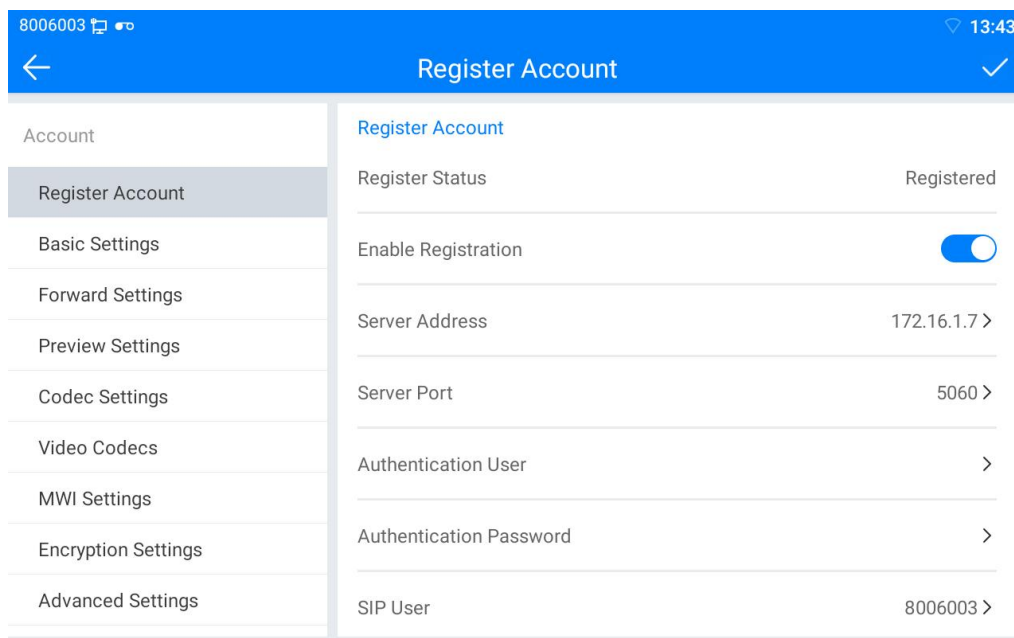 8006003 13:43
Register Account
Account
Register Account
Basic Settings
Forward Settings
Preview Settings
Codec Settings
Video Codecs
MWI Settings
Encryption Settings
Advanced Settings
Register Account
Register Status Registered
Enable Registration
Server Address 172.16.1.7
Server Port 5060
Authentication User
Authentication Password
SIP User 8006003